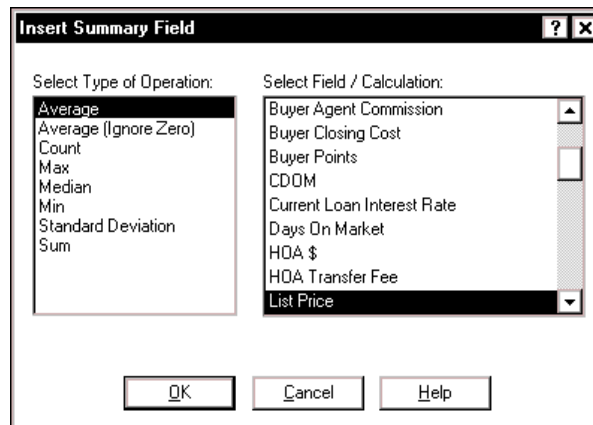 Insert Summary Field
Select Type of Operation:
Average
Average (Ignore Zero)
Count
Max
Median
Min
Standard Deviation
Sum
Select Field / Calculation:
Buyer Agent Commission
Buyer Closing Cost
Buyer Points
CDOM
Current Loan Interest Rate
Days On Market
HOA $
HOA Transfer Fee
List Price
OK
Cancel
Help